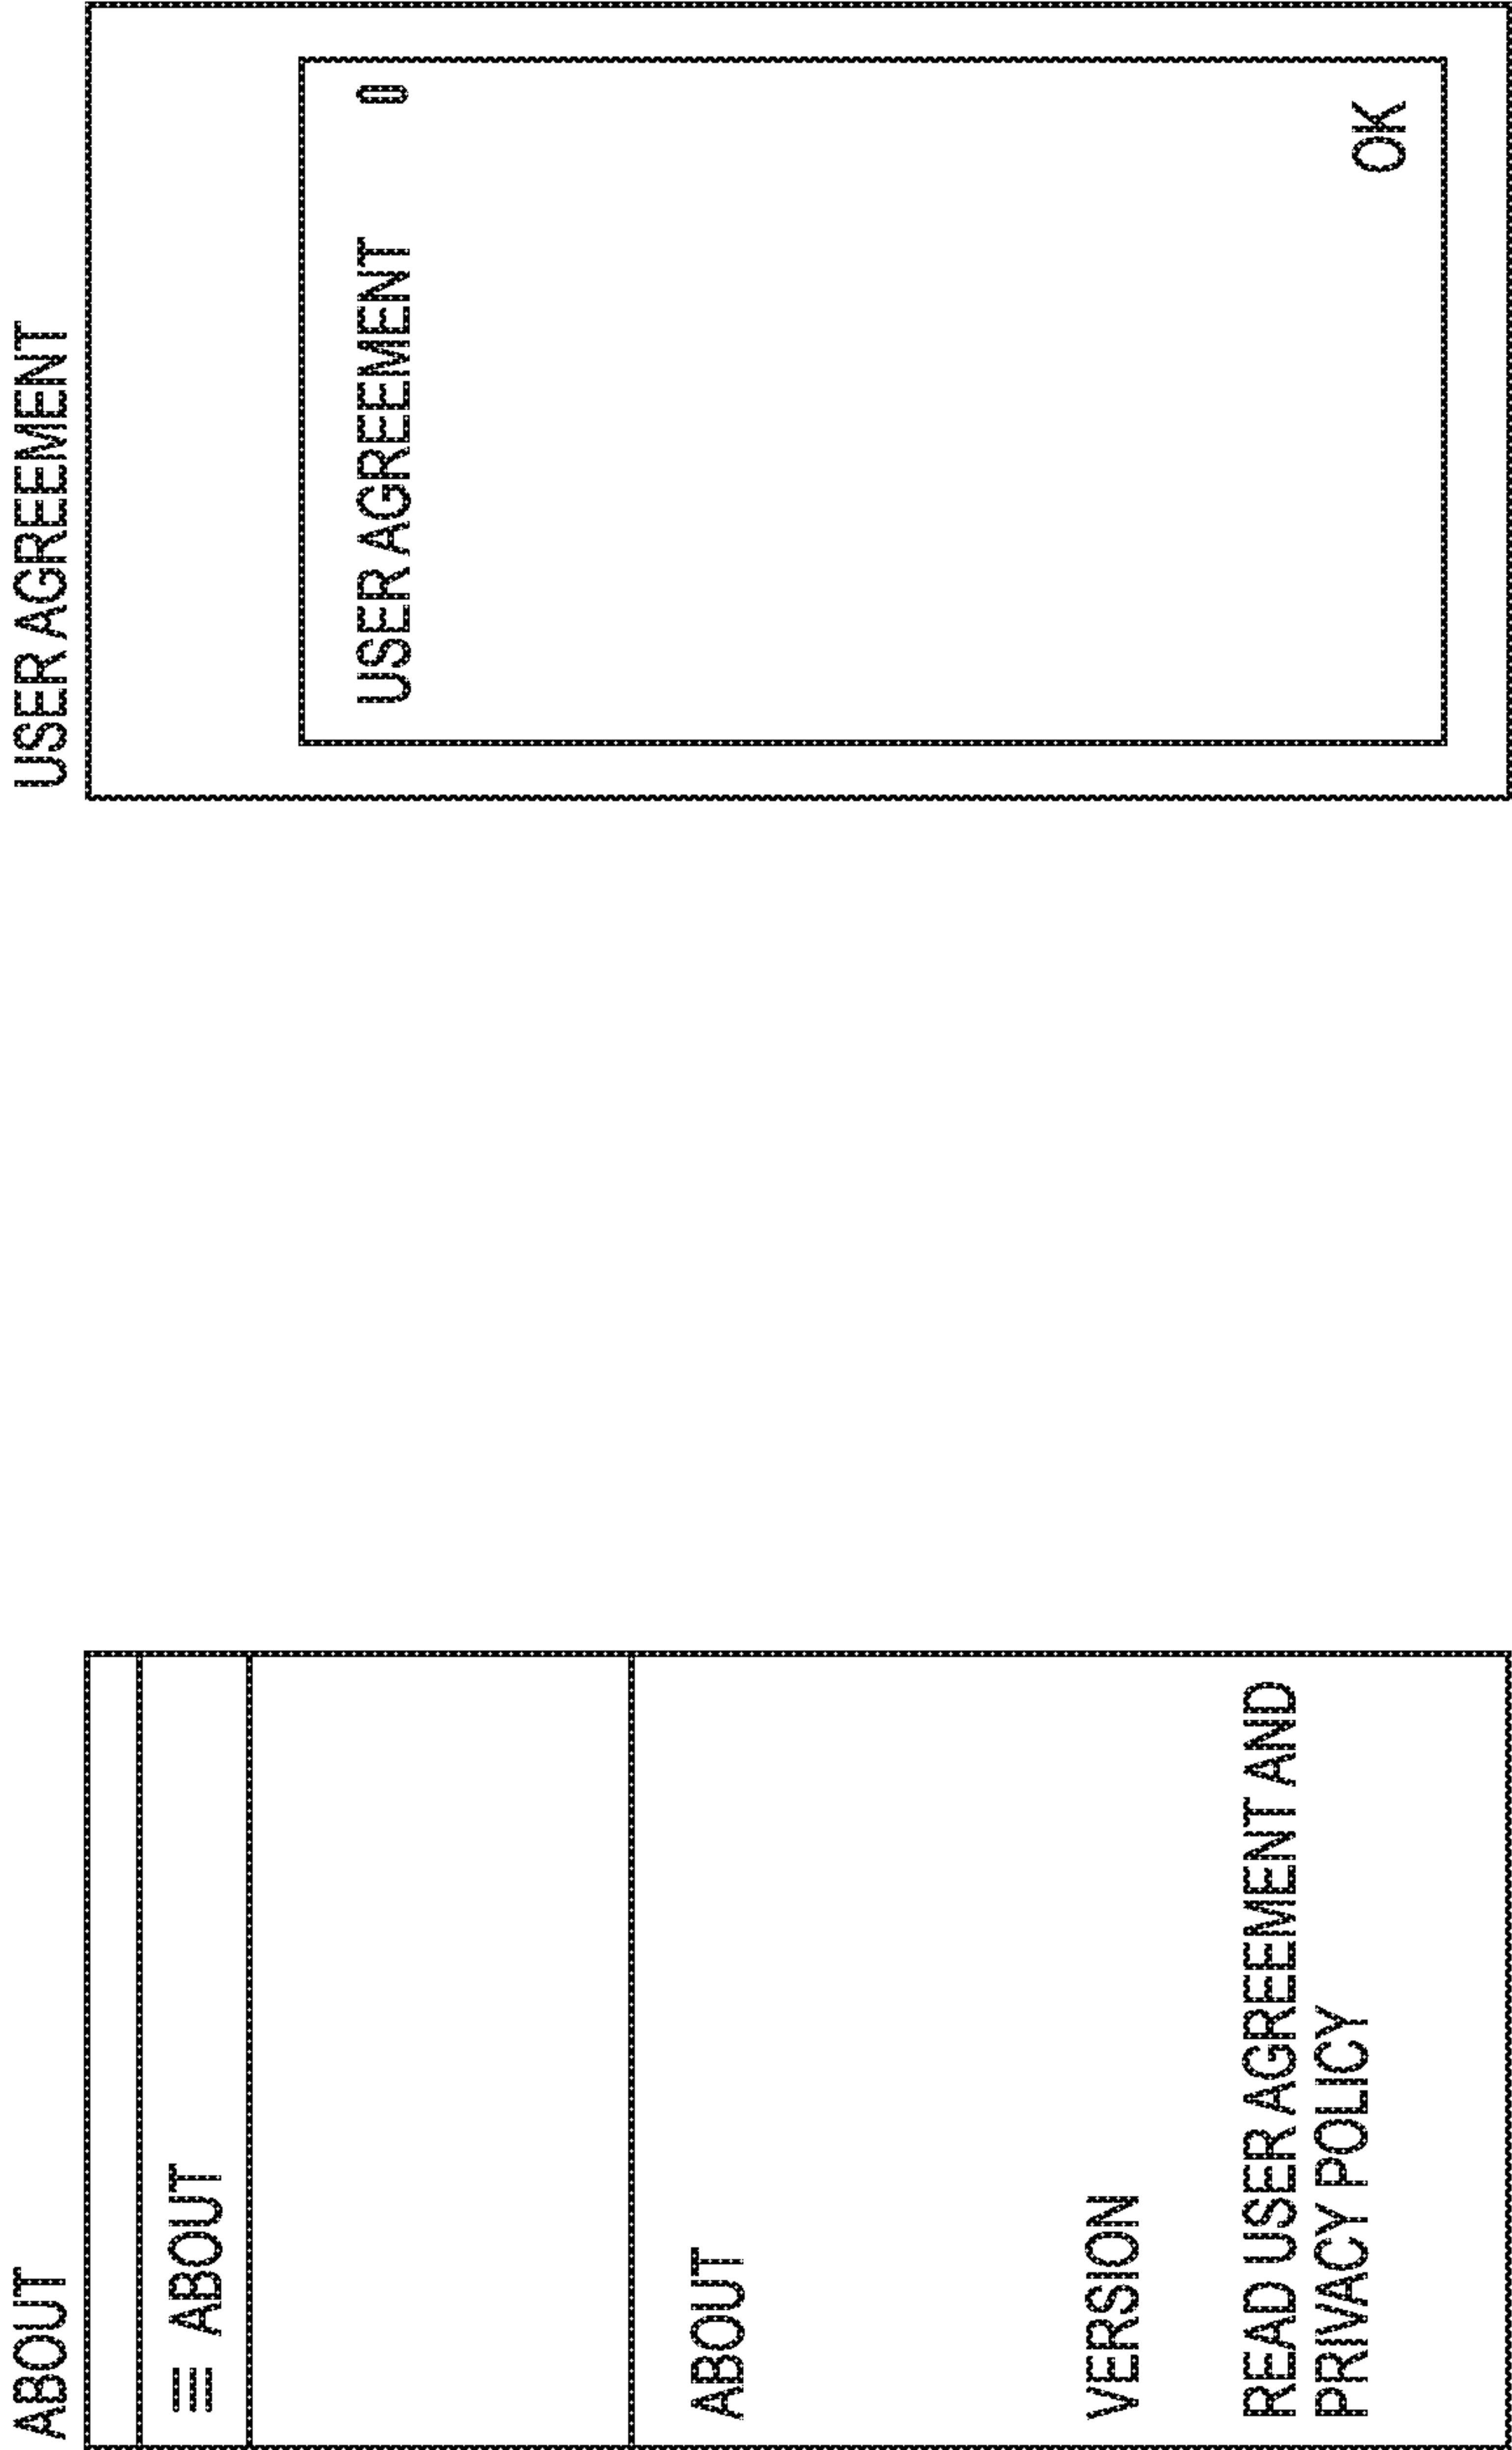 ABOUT
≡ ABOUT
ABOUT
VERSION
READ USER AGREEMENT AND
PRIVACY POLICY
USER AGREEMENT
USER AGREEMENT 0
OK